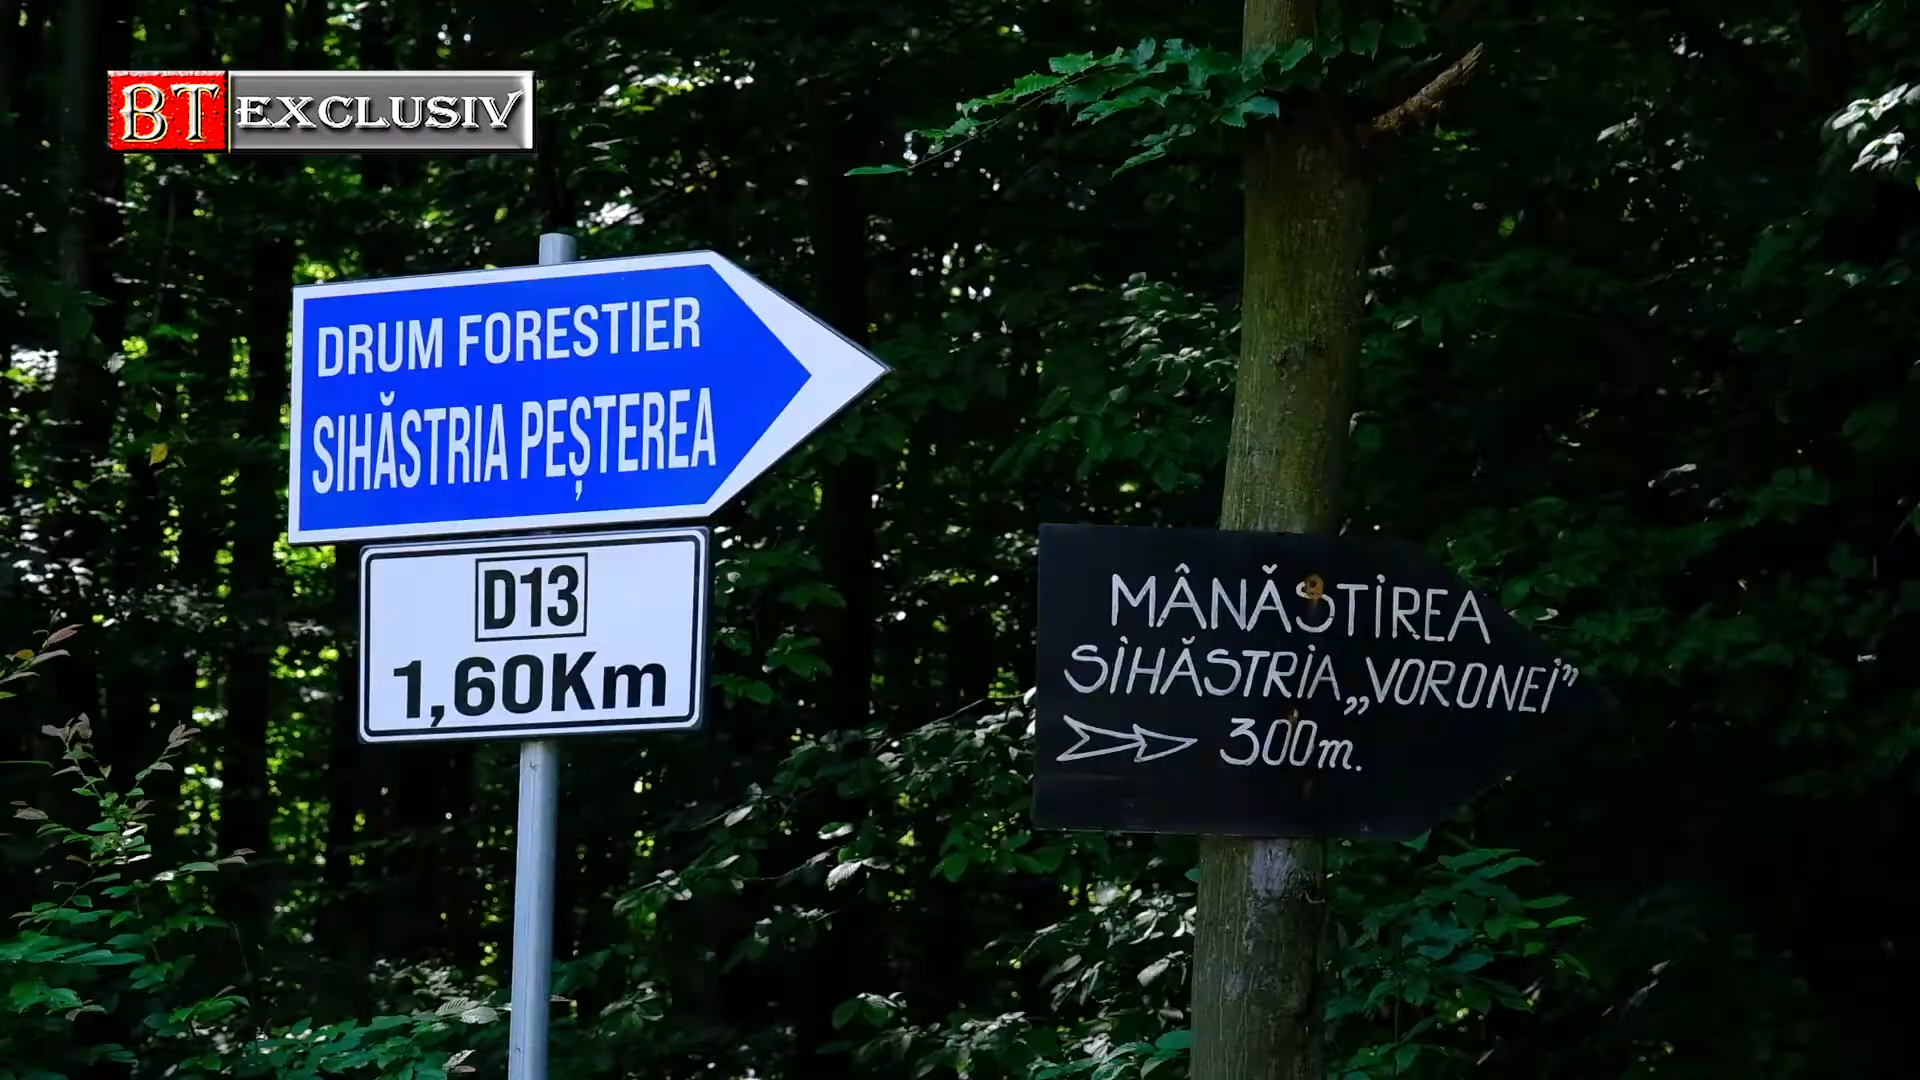 BT EXCLUSIV
DRUM FORESTIER
SIHĂSTRIA PEȘTEREA
D13
1,60Km
MÂNĂSTIREA
SIHĂSTRIA „VORONEI”
300m.